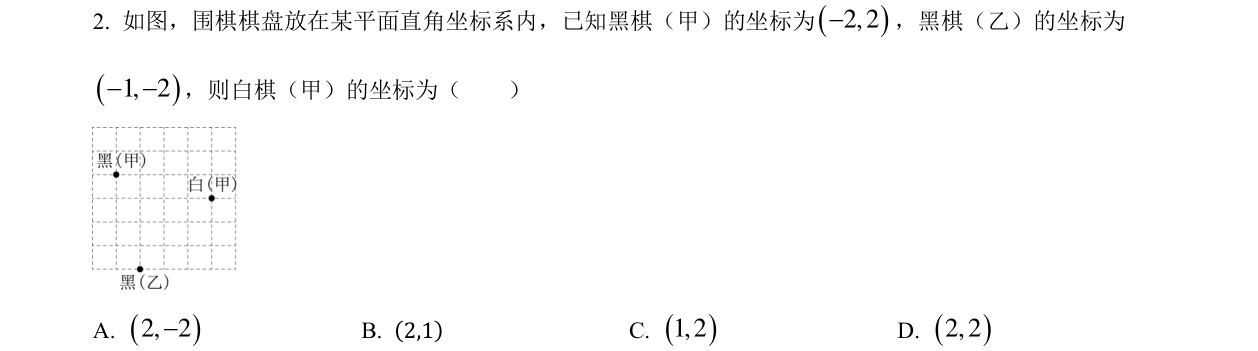 2. 如图，围棋棋盘放在某平面直角坐标系内，已知黑棋（甲）的坐标为(−2,2)，黑棋（乙）的坐标为
(−1,−2)，则白棋（甲）的坐标为（　　）
黑(甲)
白(甲)
黑(乙)
A. (2,−2) B. (2,1) C. (1,2) D. (2,2)